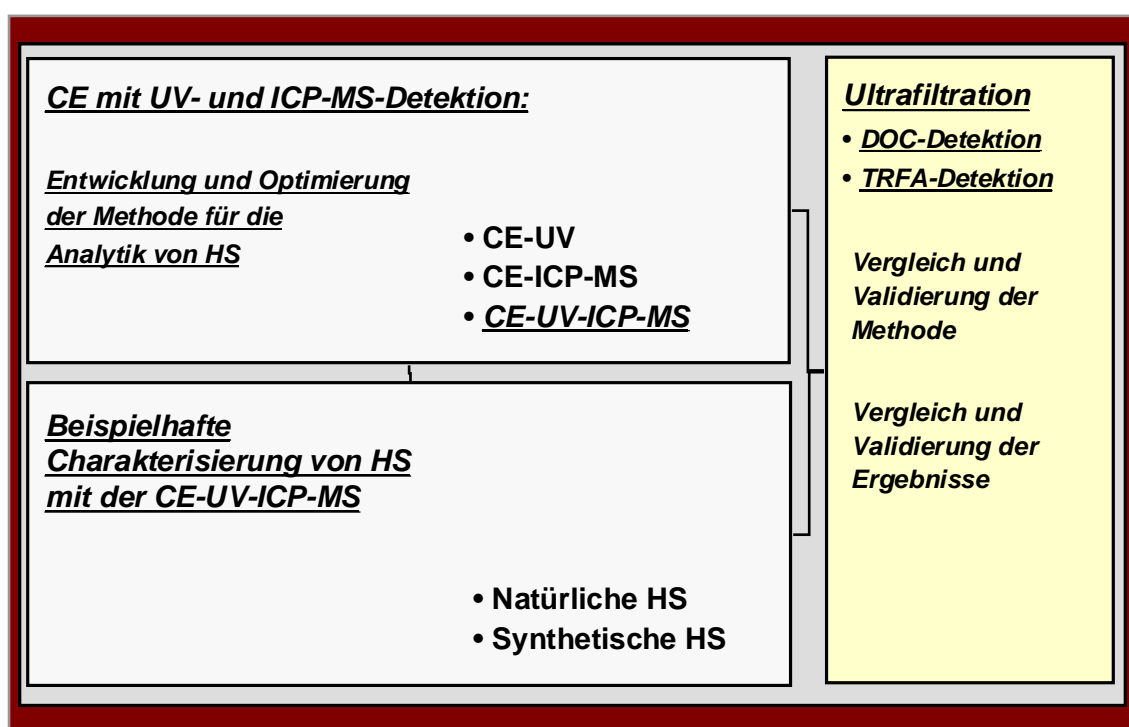 CE mit UV- und ICP-MS-Detektion:
Entwicklung und Optimierung
der Methode für die
Analytik von HS
• CE-UV
• CE-ICP-MS
• CE-UV-ICP-MS
Beispielhafte
Charakterisierung von HS
mit der CE-UV-ICP-MS
• Natürliche HS
• Synthetische HS
Ultrafiltration
• DOC-Detektion
• TRFA-Detektion
Vergleich und
Validierung der
Methode
Vergleich und
Validierung der
Ergebnisse